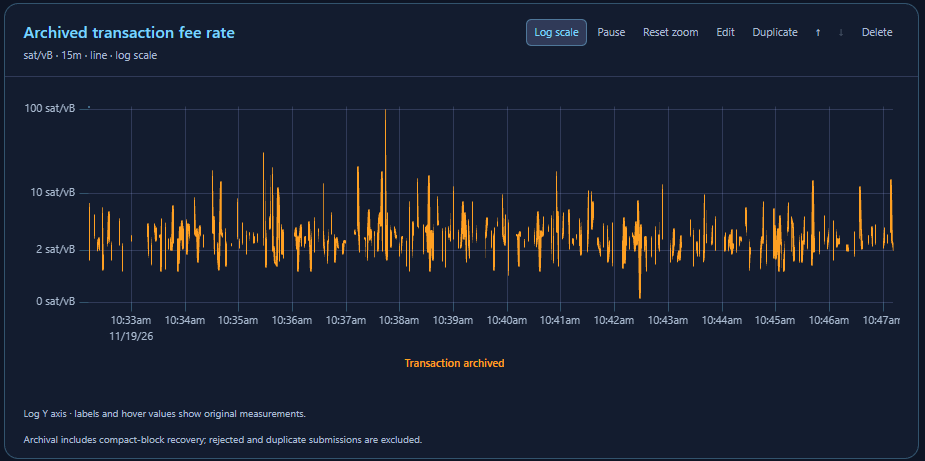 Archived transaction fee rate
Log scale Pause Reset zoom Edit Duplicate ↑ ↓ Delete
sat/vB · 15m · line · log scale
100 sat/vB
10 sat/vB
2 sat/vB
0 sat/vB
10:33am 10:34am 10:35am 10:36am 10:37am 10:38am 10:39am 10:40am 10:41am 10:42am 10:43am 10:44am 10:45am 10:46am 10:47am
11/19/26
Transaction archived
Log Y axis · labels and hover values show original measurements.
Archival includes compact-block recovery; rejected and duplicate submissions are excluded.